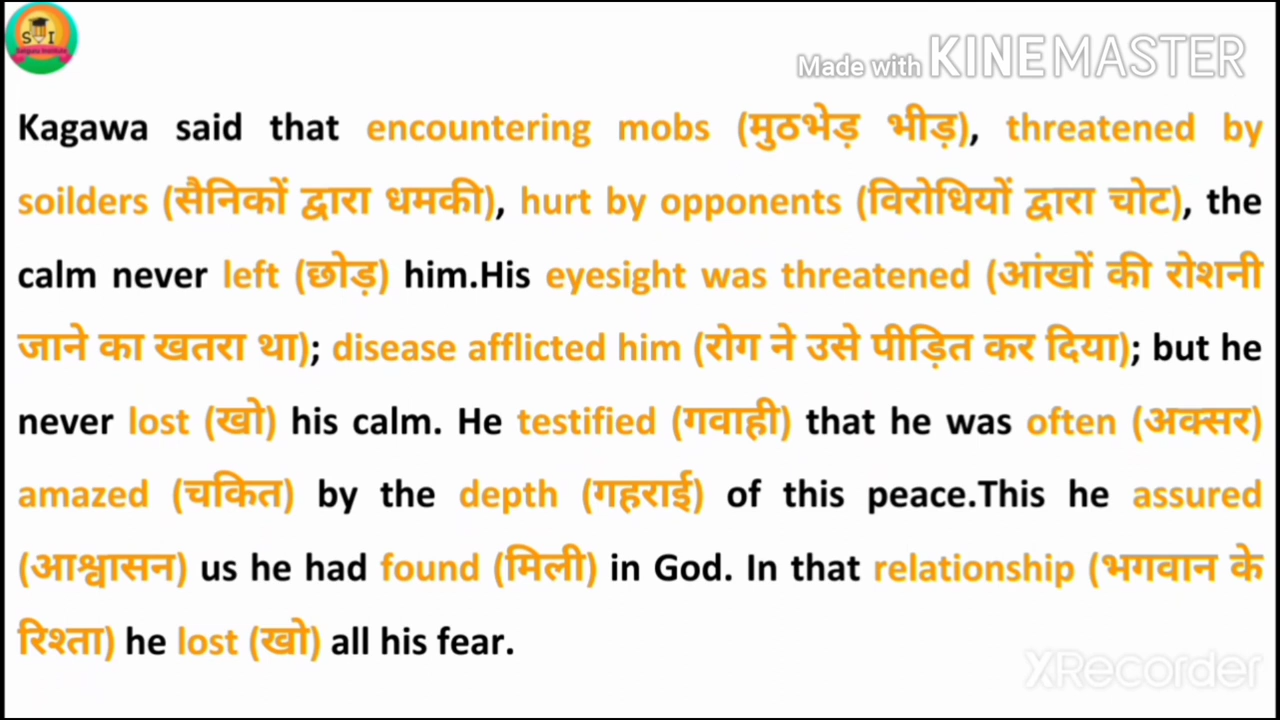 S I
Made with KINEMASTER
Kagawa said that encountering mobs (मुठभेड़ भीड़), threatened by
soilders (सैनिकों द्वारा धमकी), hurt by opponents (विरोधियों द्वारा चोट), the
calm never left (छोड़) him.His eyesight was threatened (आंखों की रोशनी
जाने का खतरा था); disease afflicted him (रोग ने उसे पीड़ित कर दिया); but he
never lost (खो) his calm. He testified (गवाही) that he was often (अक्सर)
amazed (चकित) by the depth (गहराई) of this peace.This he assured
(आश्वासन) us he had found (मिली) in God. In that relationship (भगवान के
रिश्ता) he lost (खो) all his fear.
XRecorder